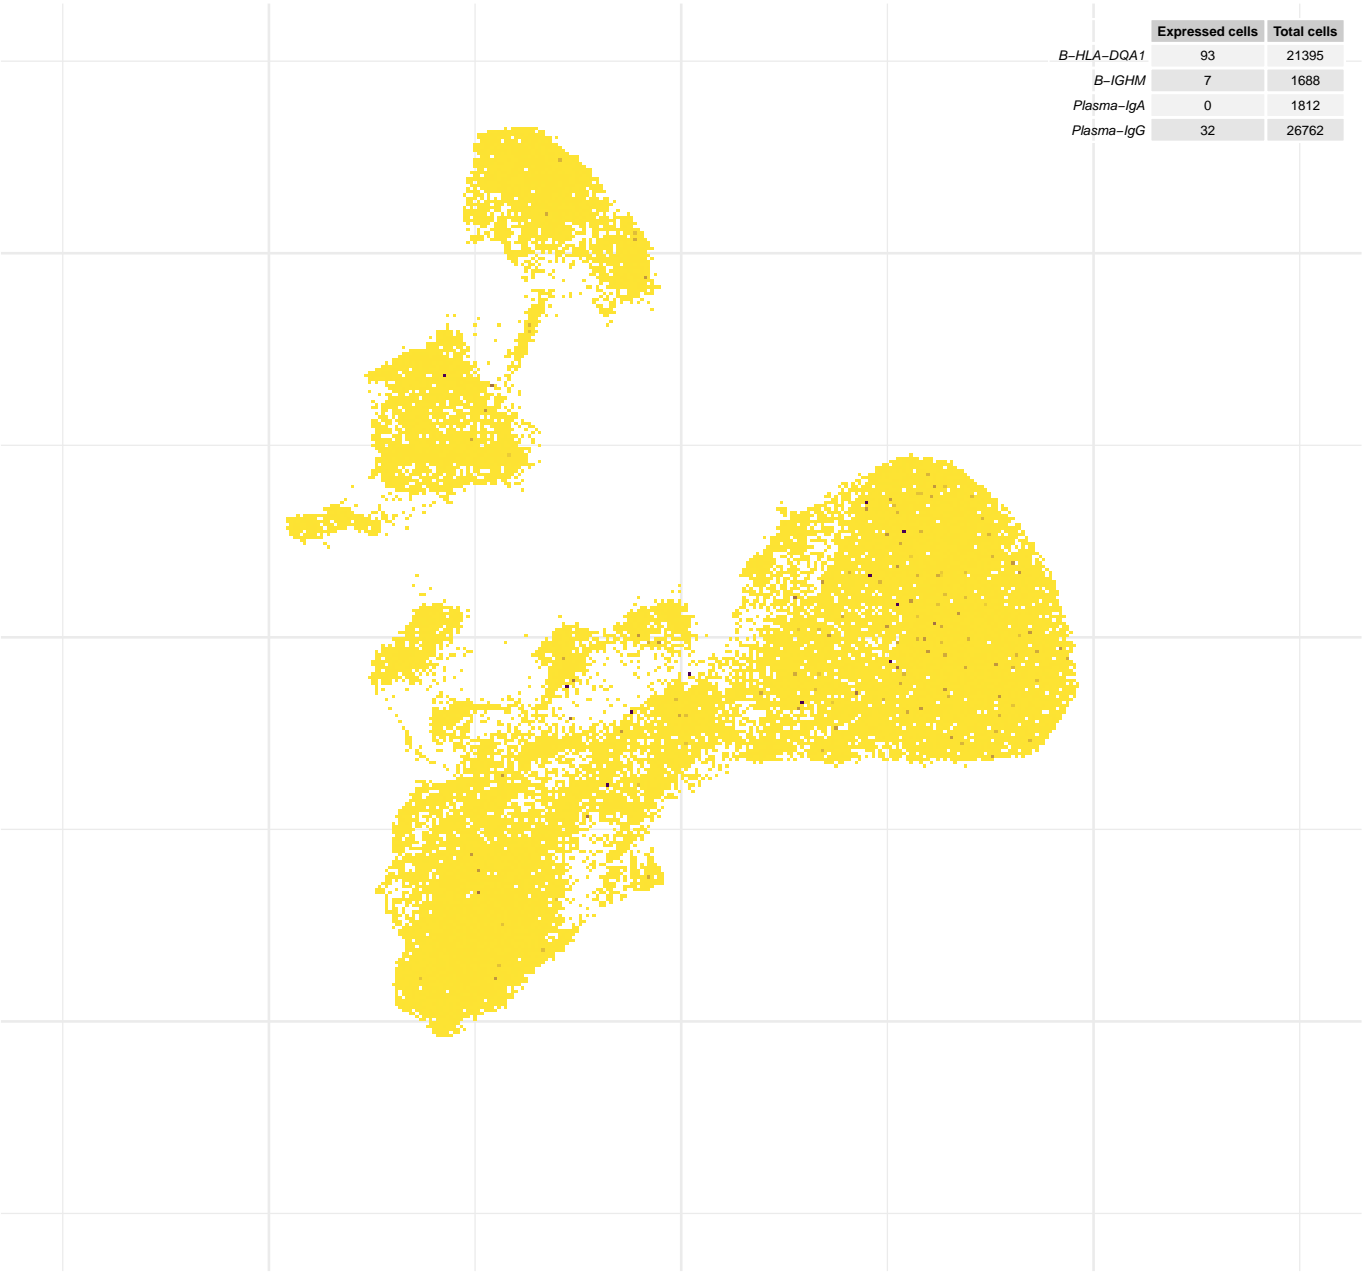 Expressed cells Total cells
B−HLA−DQA1 93 21395
B−IGHM 7 1688
Plasma−IgA 0 1812
Plasma−IgG 32 26762